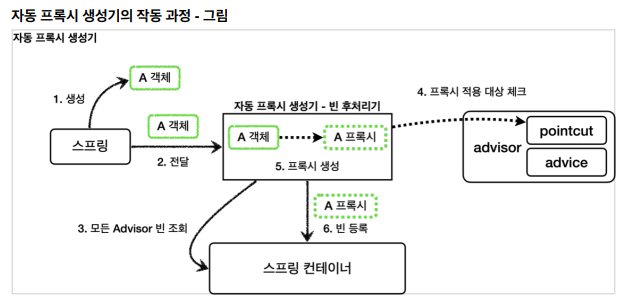 자동 프록시 생성기의 작동 과정 - 그림
자동 프록시 생성기
A 객체
1. 생성
A 객체
스프링
2. 전달
자동 프록시 생성기 - 빈 후처리기
A 객체
A 프록시
5. 프록시 생성
4. 프록시 적용 대상 체크
advisor
pointcut
advice
3. 모든 Advisor 빈 조회
A 프록시
6. 빈 등록
스프링 컨테이너